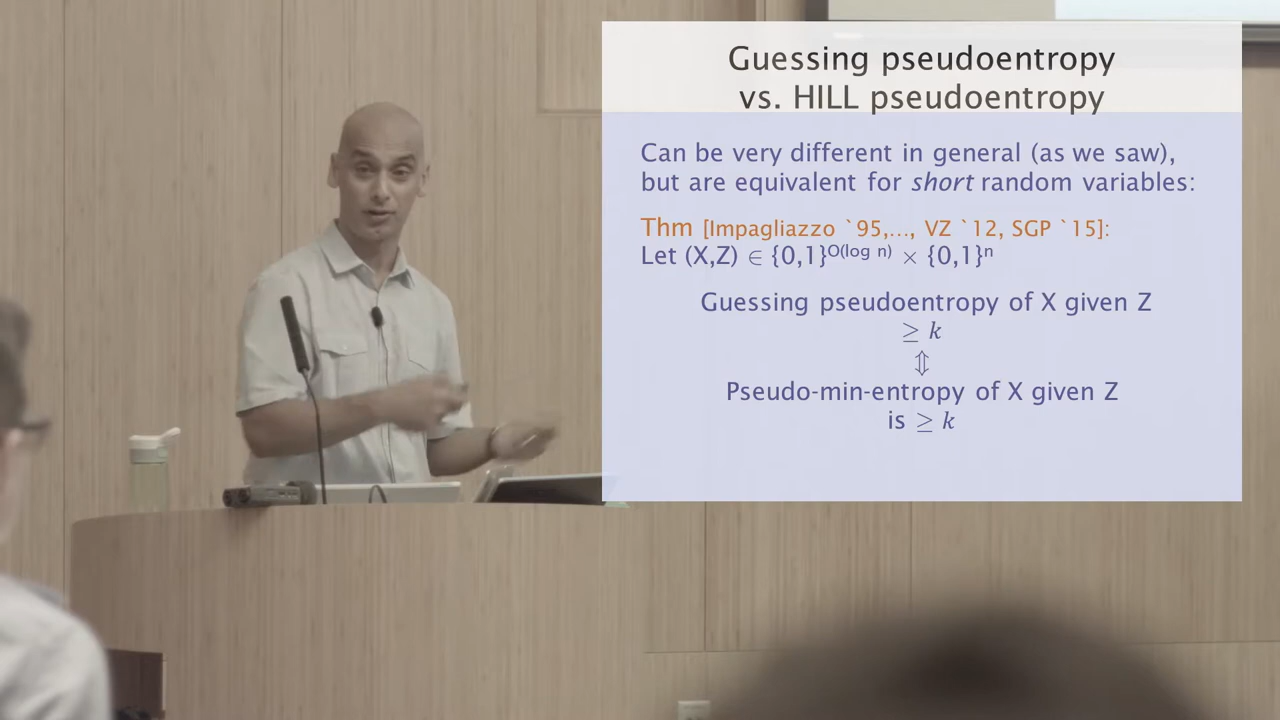 Guessing pseudoentropy
vs. HILL pseudoentropy
Can be very different in general (as we saw),
but are equivalent for short random variables:
Thm [Impagliazzo `95,..., VZ `12, SGP `15]:
Let (X,Z) ∈ {0,1}^O(log n) × {0,1}^n
Guessing pseudoentropy of X given Z
≥ k
⇕
Pseudo-min-entropy of X given Z
is ≥ k